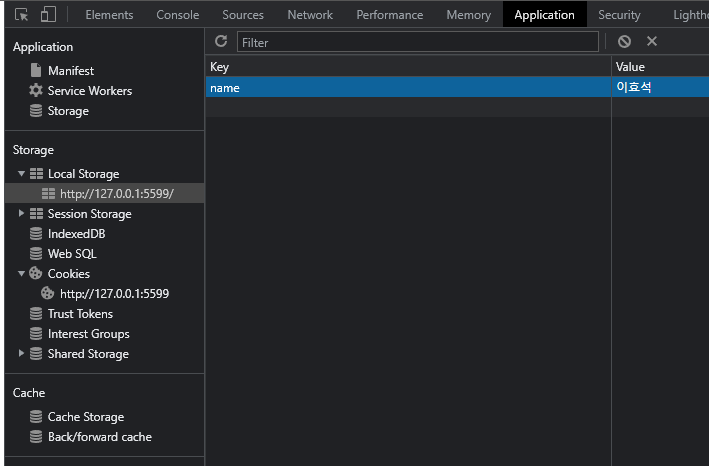 Elements Console Sources Network Performance Memory Application Security
Application
Manifest
Service Workers
Storage
Storage
Local Storage
http://127.0.0.1:5599/
Session Storage
IndexedDB
Web SQL
Cookies
http://127.0.0.1:5599
Trust Tokens
Interest Groups
Shared Storage
Cache
Cache Storage
Back/forward cache
Filter
Key Value
name 이효석